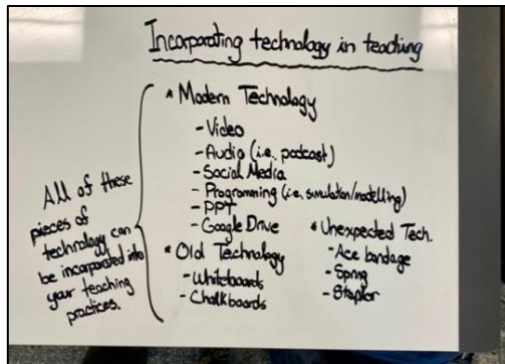 Incorporating technology in teaching
* Modern Technology
- Video
- Audio (i.e., podcast)
- Social Media
- Programming (i.e., simulation/modelling)
- PPT
- Google Drive
* Old Technology
- Whiteboards
- Chalkboards
* Unexpected Tech.
- Ace bandage
- Spring
- Staplor
All of these
pieces of
technology can
be incorporated into
your teaching
practices.